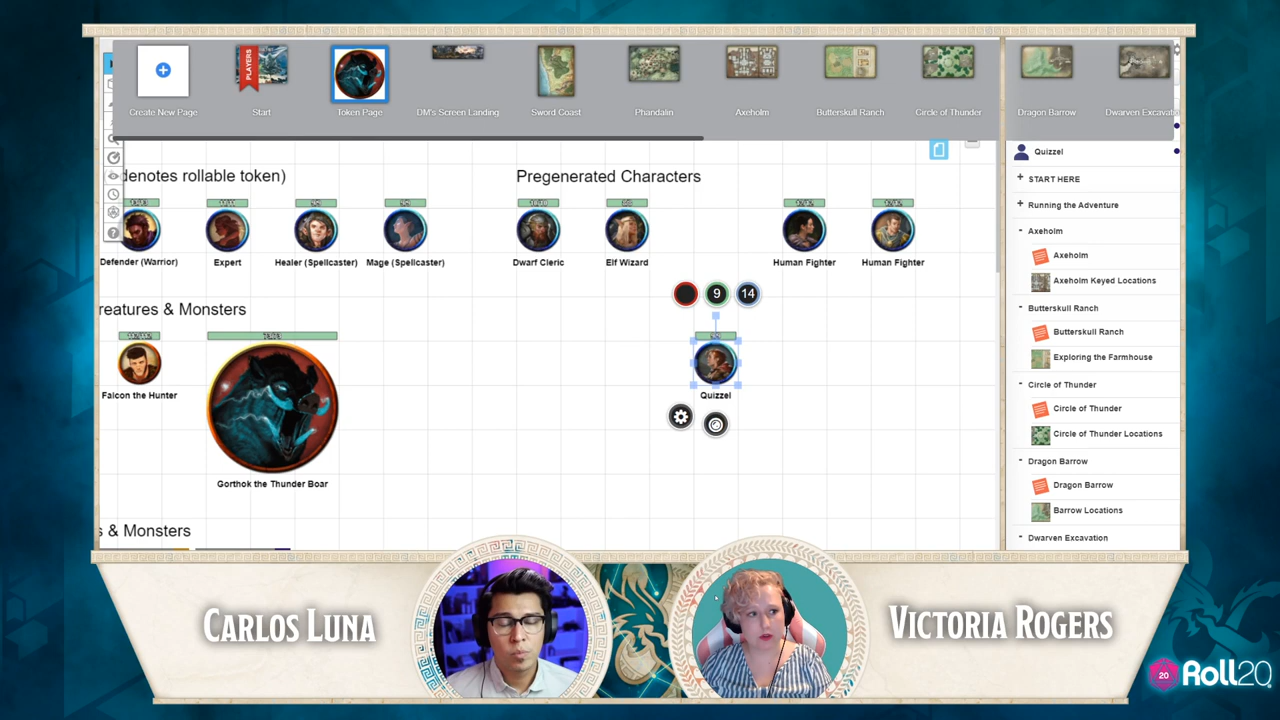 PLAYERS
Create New Page
Start
Token Page
DM's Screen Landing
Sword Coast
Phandalin
Axeholm
Butterskull Ranch
Circle of Thunder
Dragon Barrow
Dwarven Excavati
denotes rollable token)
Pregenerated Characters
Defender (Warrior)
Expert
Healer (Spellcaster)
Mage (Spellcaster)
Dwarf Cleric
Elf Wizard
Human Fighter
Human Fighter
9
14
reatures & Monsters
Falcon the Hunter
Quizzel
Gorthok the Thunder Boar
s & Monsters
Quizzel
+ START HERE
+ Running the Adventure
- Axeholm
Axeholm
Axeholm Keyed Locations
- Butterskull Ranch
Butterskull Ranch
Exploring the Farmhouse
- Circle of Thunder
Circle of Thunder
Circle of Thunder Locations
- Dragon Barrow
Dragon Barrow
Barrow Locations
- Dwarven Excavation
CARLOS LUNA
VICTORIA ROGERS
20
Roll20